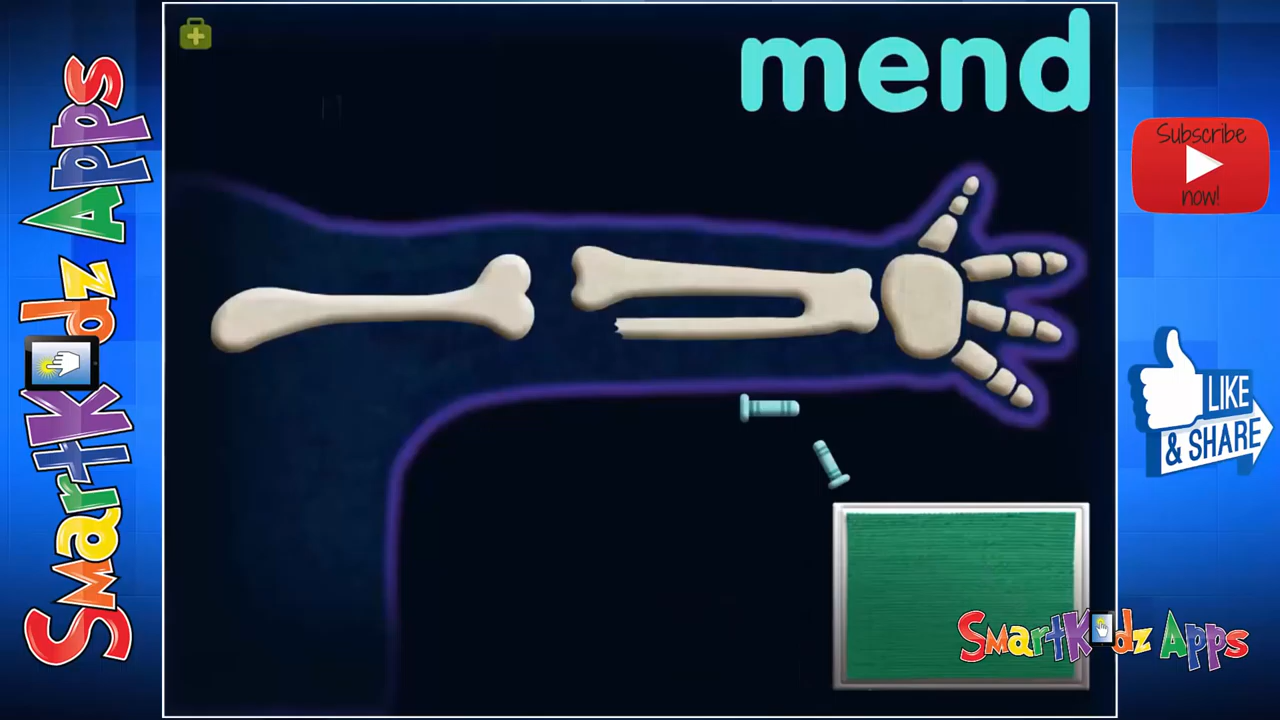 SmartKidz Apps
mend
Subscribe
now!
LIKE
& SHARE
SmartKidz Apps